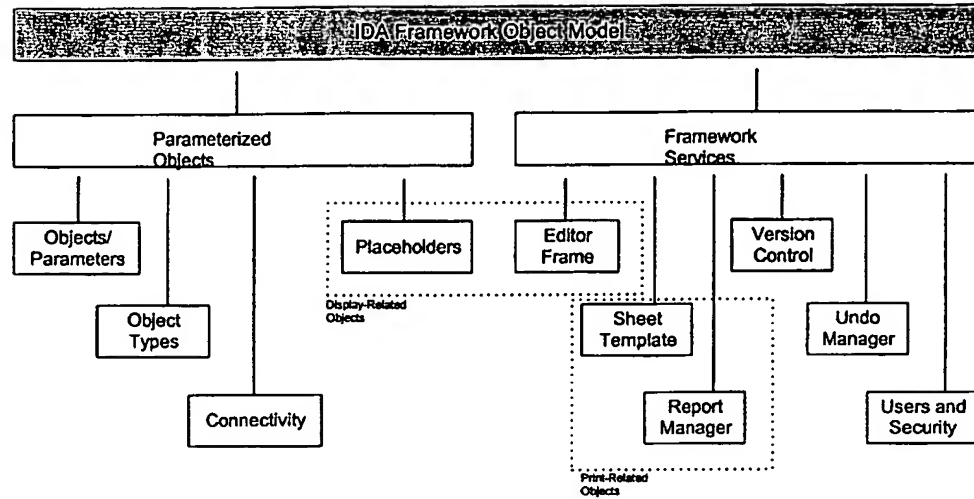 IDA Framework Object Model
Parameterized
Objects
Framework
Services
Objects/
Parameters
Placeholders
Editor
Frame
Version
Control
Display-Related
Objects
Object
Types
Sheet
Template
Undo
Manager
Connectivity
Report
Manager
Users and
Security
Print-Related
Objects